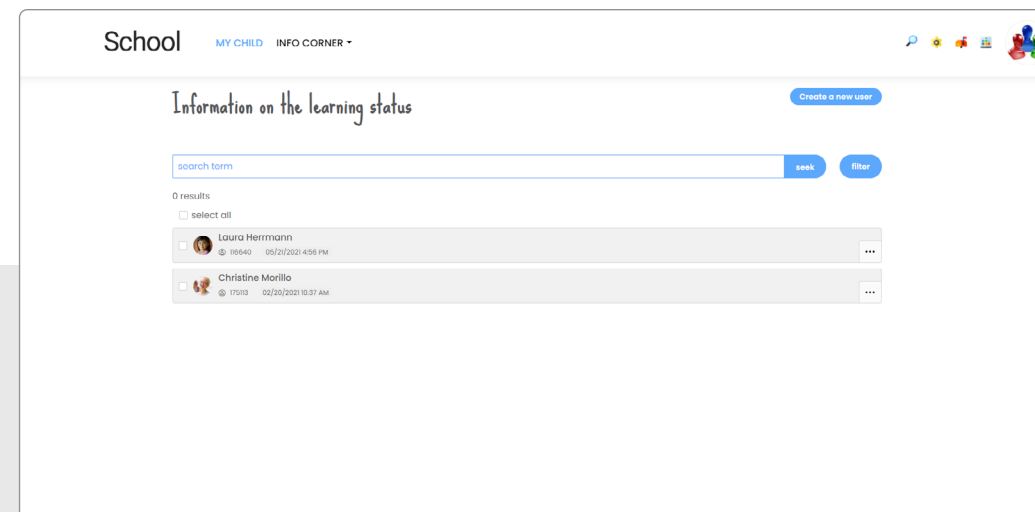 School MY CHILD INFO CORNER
Information on the learning status
Create a new user
search term
seek
filter
0 results
select all
Laura Herrmann
116640 05/21/2021 4:56 PM
Christine Morillo
175113 02/20/2021 10:37 AM